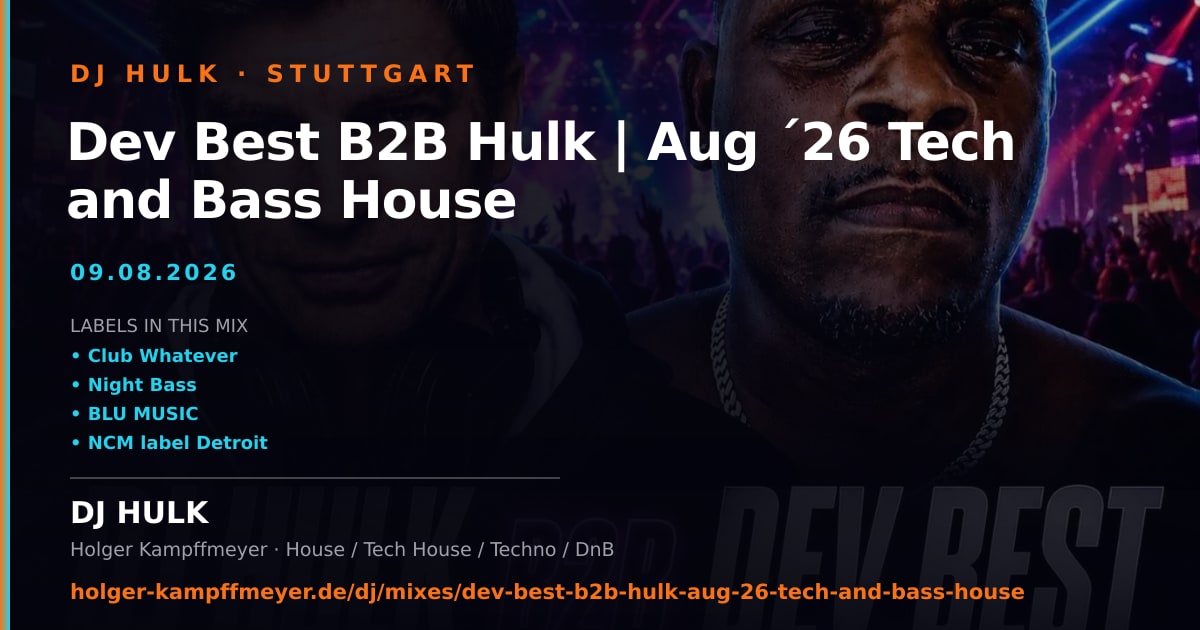 DJ HULK · STUTTGART
Dev Best B2B Hulk | Aug ´26 Tech
and Bass House
09.08.2026
LABELS IN THIS MIX
• Club Whatever
• Night Bass
• BLU MUSIC
• NCM label Detroit
HULK B2B DEV BEST
DJ HULK
Holger Kampffmeyer · House / Tech House / Techno / DnB
holger-kampffmeyer.de/dj/mixes/dev-best-b2b-hulk-aug-26-tech-and-bass-house